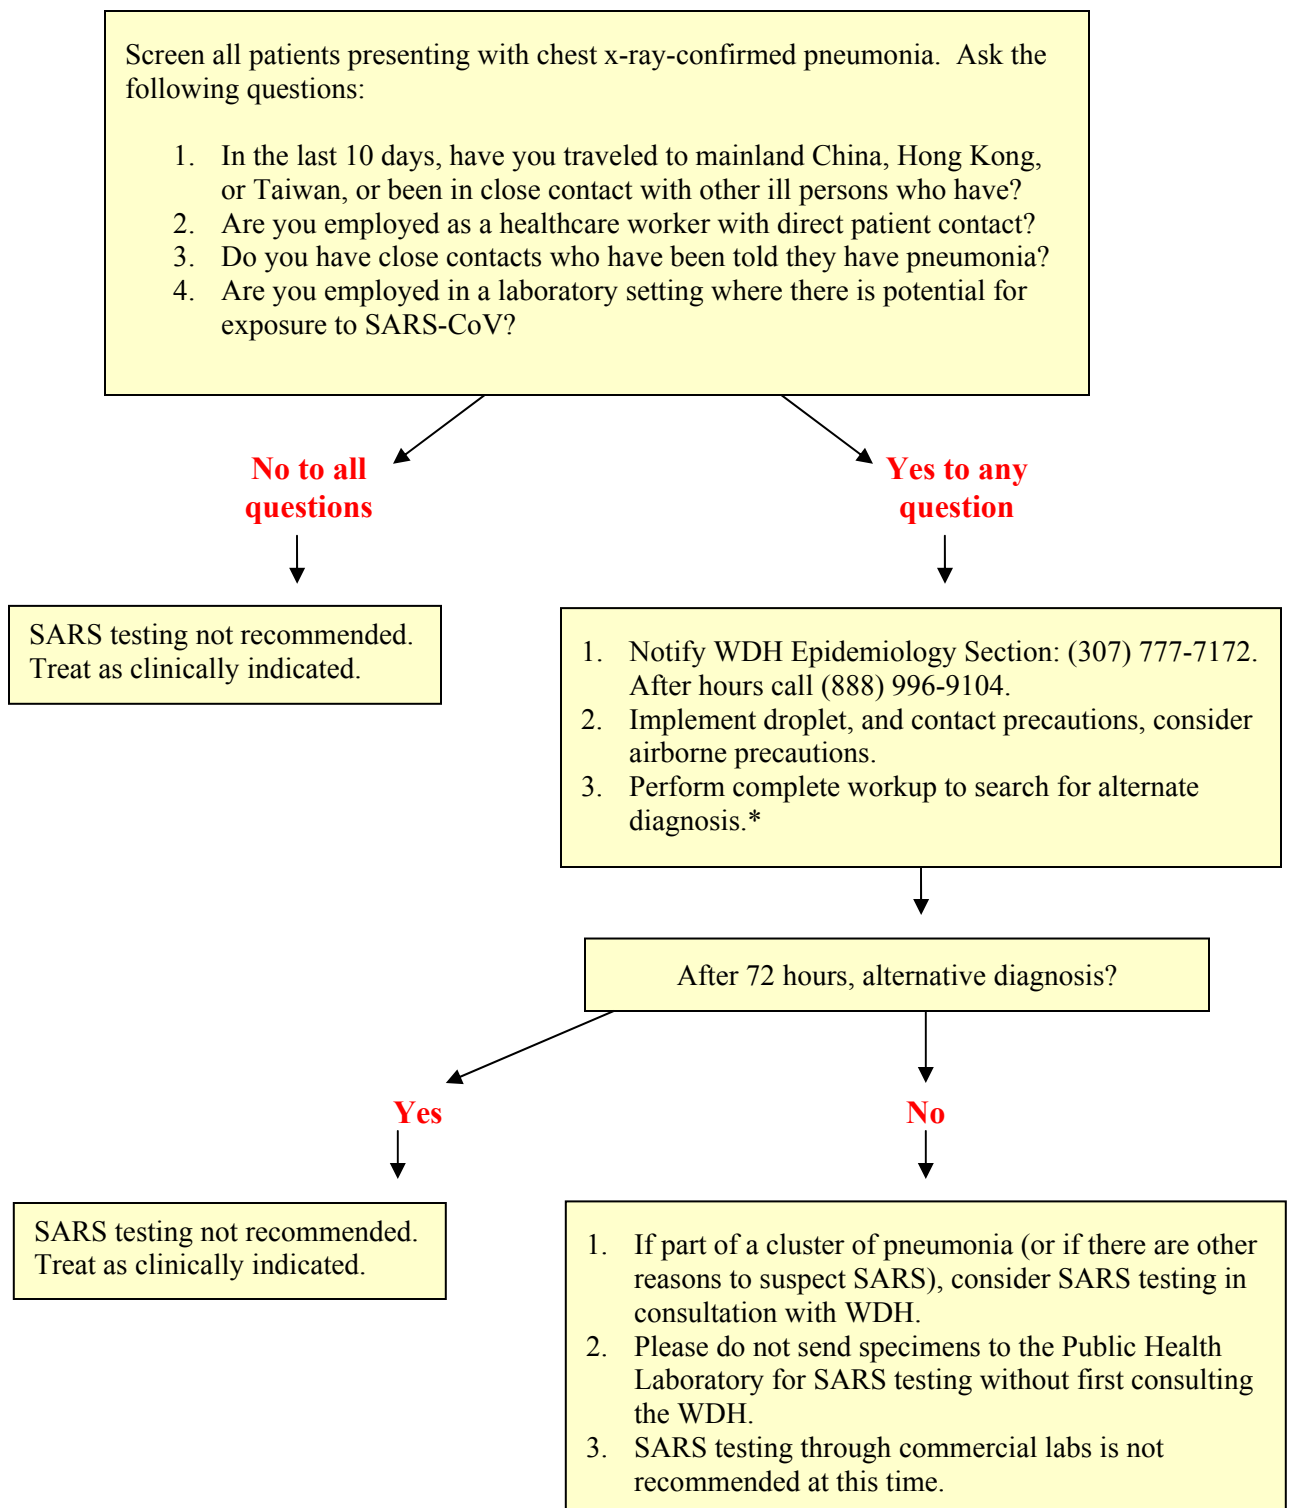 Screen all patients presenting with chest x-ray-confirmed pneumonia.  Ask the
following questions:
1. In the last 10 days, have you traveled to mainland China, Hong Kong,
or Taiwan, or been in close contact with other ill persons who have?
2. Are you employed as a healthcare worker with direct patient contact?
3. Do you have close contacts who have been told they have pneumonia?
4. Are you employed in a laboratory setting where there is potential for
exposure to SARS-CoV?
No to all
questions
Yes to any
question
SARS testing not recommended.
Treat as clinically indicated.
1. Notify WDH Epidemiology Section: (307) 777-7172.
After hours call (888) 996-9104.
2. Implement droplet, and contact precautions, consider
airborne precautions.
3. Perform complete workup to search for alternate
diagnosis.*
After 72 hours, alternative diagnosis?
Yes
No
SARS testing not recommended.
Treat as clinically indicated.
1. If part of a cluster of pneumonia (or if there are other
reasons to suspect SARS), consider SARS testing in
consultation with WDH.
2. Please do not send specimens to the Public Health
Laboratory for SARS testing without first consulting
the WDH.
3. SARS testing through commercial labs is not
recommended at this time.